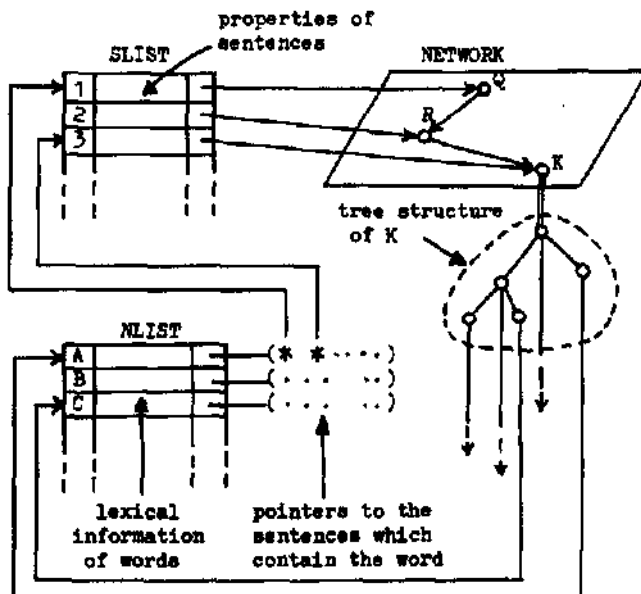 properties of
sentences
SLIST
NETWORK
1
2
3
Q
R
K
tree structure
of K
NLIST
A
B
C
(* *·····)
(· · · ··)
(· · · ··)
lexical
information
of words
pointers to the
sentences which
contain the word